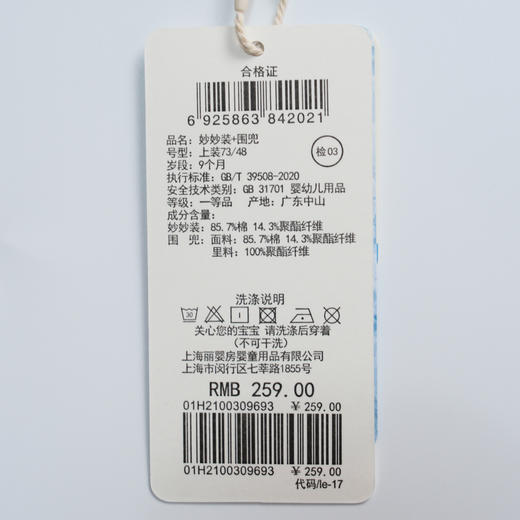 合格证
6 925863 842021
品名：妙妙装+围兜
号型：上装73/48
岁段：9个月
检03
执行标准：GB/T 39508-2020
安全技术类别：GB 31701 婴幼儿用品
等级：一等品 产地：广东中山
成分含量：
妙妙装：85.7%棉 14.3%聚酯纤维
围 兜：面料：85.7%棉 14.3%聚酯纤维
里料：100%聚酯纤维
洗涤说明
30
关心您的宝宝 请洗涤后穿着
（不可干洗）
上海丽婴房婴童用品有限公司
上海市闵行区七莘路1855号
RMB 259.00
01H2100309693 ￥259.00
01H2100309693 ￥259.00
代码/le-17